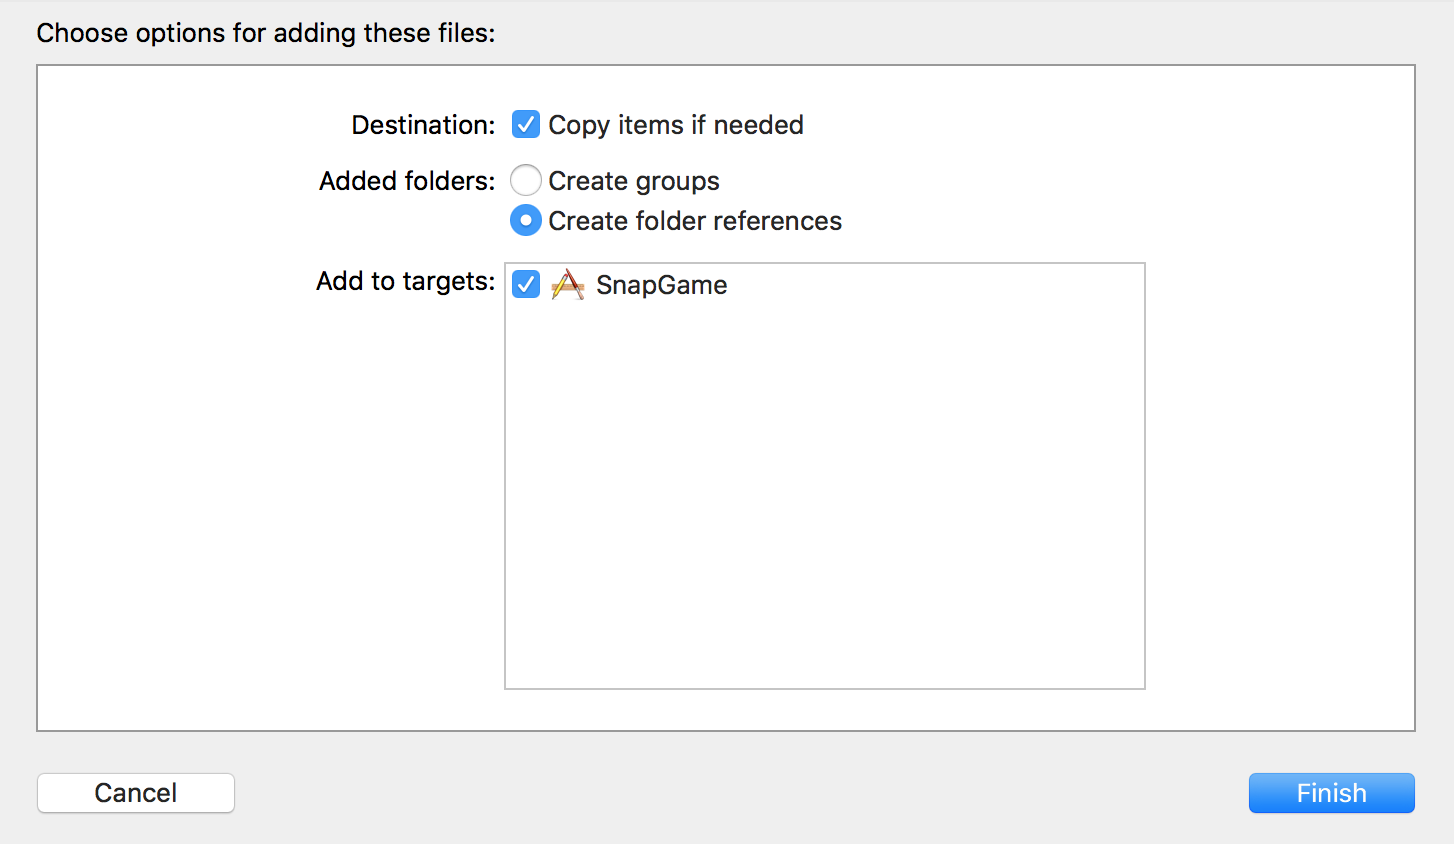 Choose options for adding these files:
Destination: Copy items if needed
Added folders: Create groups
Create folder references
Add to targets: SnapGame
Cancel Finish